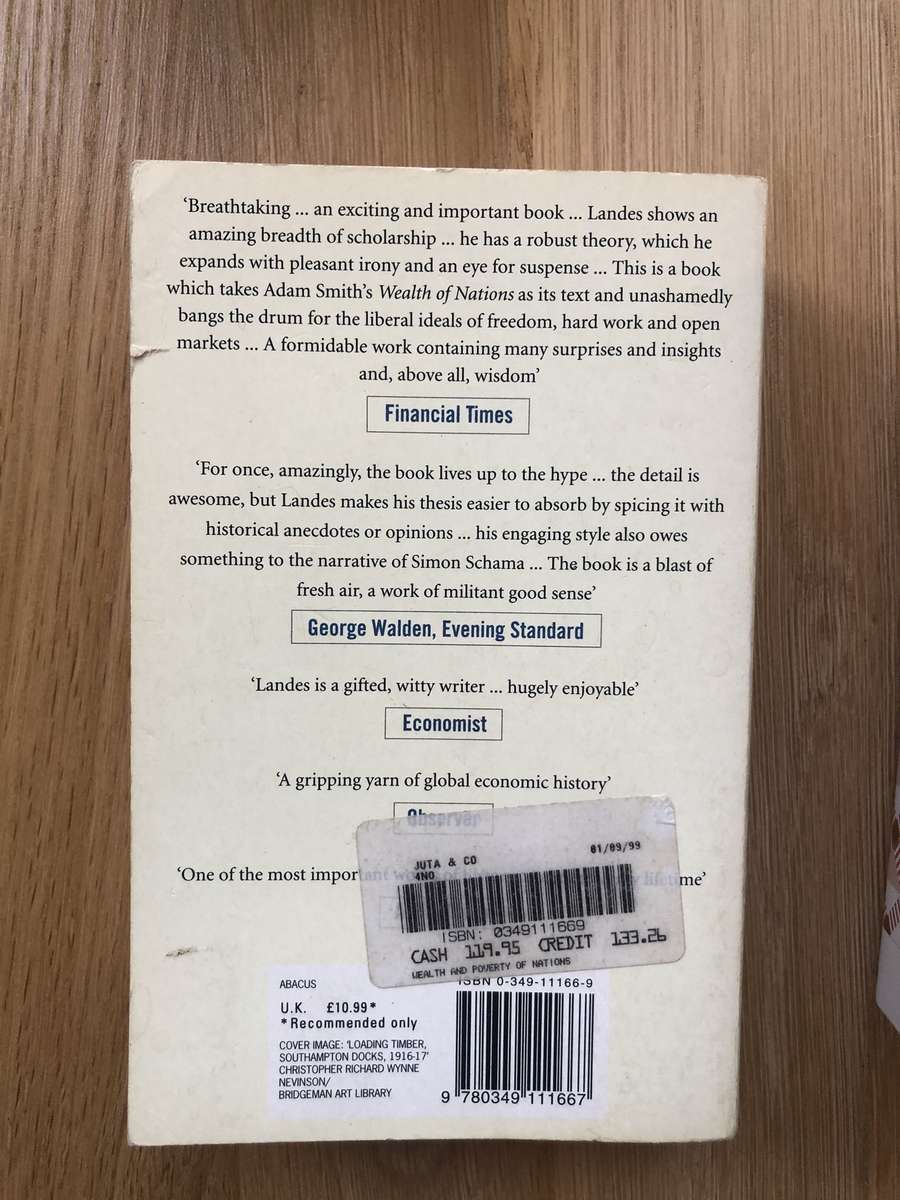 ‘Breathtaking ... an exciting and important book ... Landes shows an
amazing breadth of scholarship ... he has a robust theory, which he
expands with pleasant irony and an eye for suspense ... This is a book
which takes Adam Smith’s Wealth of Nations as its text and unashamedly
bangs the drum for the liberal ideals of freedom, hard work and open
markets ... A formidable work containing many surprises and insights
and, above all, wisdom’
Financial Times
‘For once, amazingly, the book lives up to the hype ... the detail is
awesome, but Landes makes his thesis easier to absorb by spicing it with
historical anecdotes or opinions ... his engaging style also owes
something to the narrative of Simon Schama ... The book is a blast of
fresh air, a work of militant good sense’
George Walden, Evening Standard
‘Landes is a gifted, witty writer ... hugely enjoyable’
Economist
‘A gripping yarn of global economic history’
Observer
‘One of the most important lifetime’
JUTA & CO 01/09/99
4NO
ISBN: 0349111669
CASH 119.95 CREDIT 133.26
WEALTH AND POVERTY OF NATIONS
ABACUS
U.K. £10.99*
*Recommended only
COVER IMAGE: ‘LOADING TIMBER,
SOUTHAMPTON DOCKS, 1916-17’
CHRISTOPHER RICHARD WYNNE
NEVINSON/
BRIDGEMAN ART LIBRARY
ISBN 0-349-11166-9
9 780349 111667